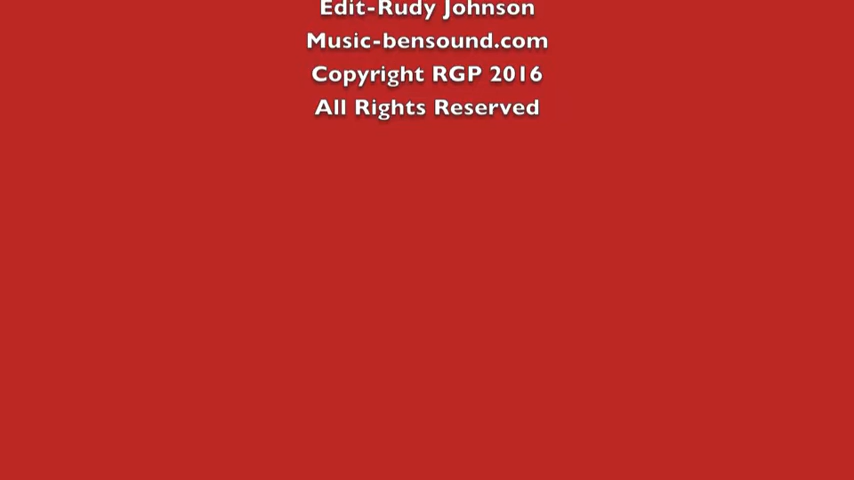 Edit-Rudy Johnson
Music-bensound.com
Copyright RGP 2016
All Rights Reserved